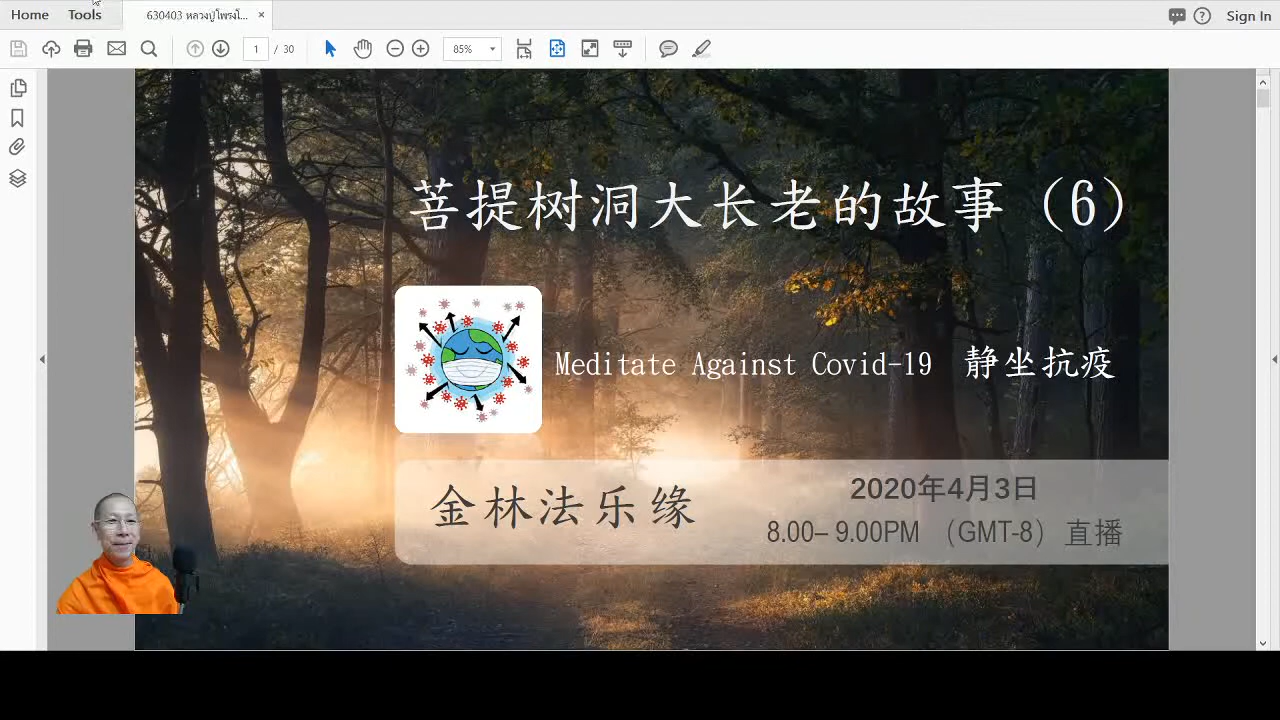 Home
Tools
630403 หลวงปู่โพรงโ...
×
Sign In
1 / 30
85%
菩提树洞大长老的故事（6）
Meditate Against Covid-19 静坐抗疫
金林法乐缘
2020年4月3日
8.00– 9.00PM （GMT-8） 直播